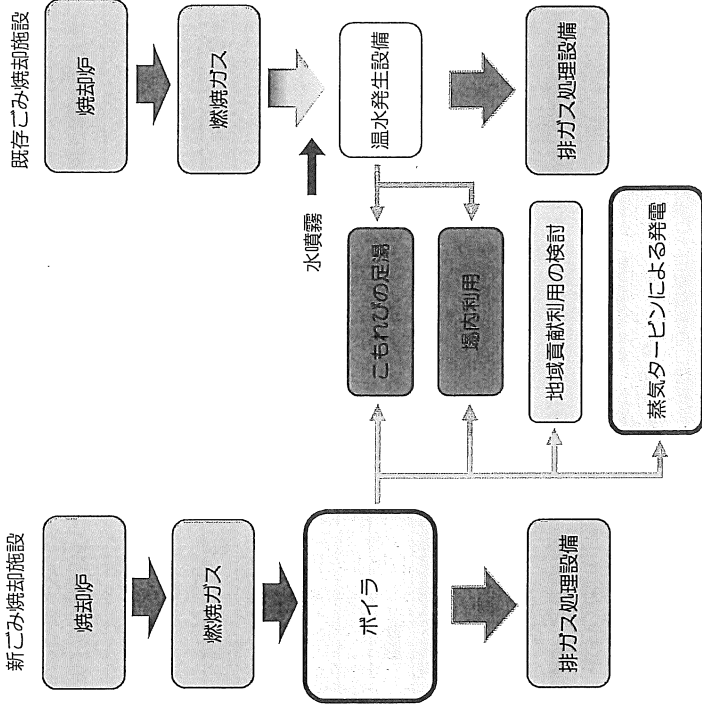 新ごみ焼却施設
焼却炉
燃焼ガス
ボイラ
排ガス処理設備
既存ごみ焼却施設
焼却炉
燃焼ガス
水噴霧
温水発生設備
排ガス処理設備
こもれびの足湯
場内利用
地域貢献利用の検討
蒸気タービンによる発電